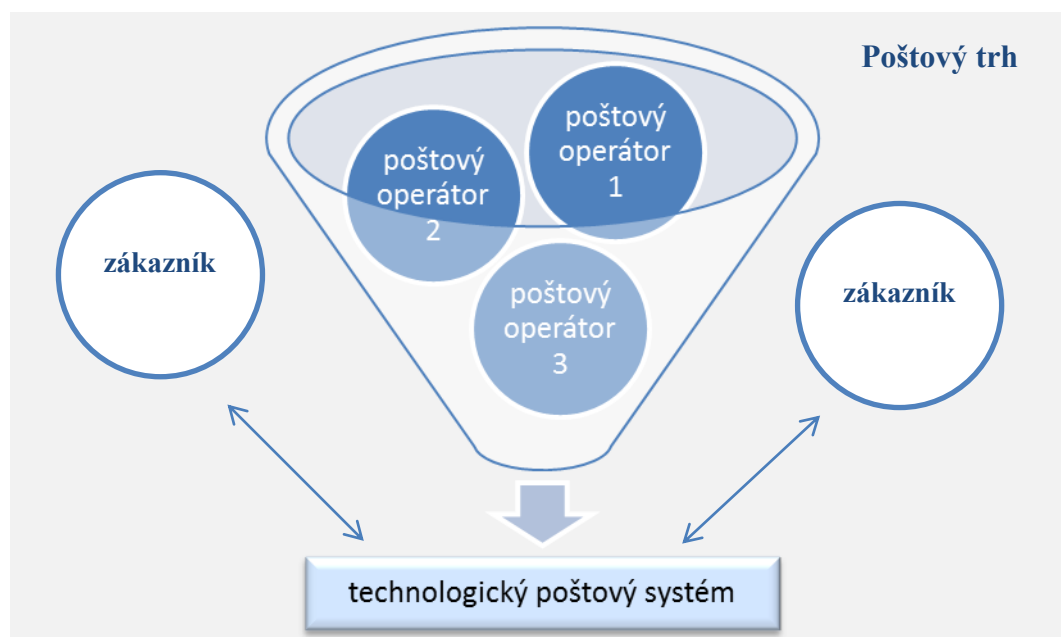 Poštový trh
poštový
operátor
1
poštový
operátor
2
poštový
operátor
3
zákazník
zákazník
technologický poštový systém